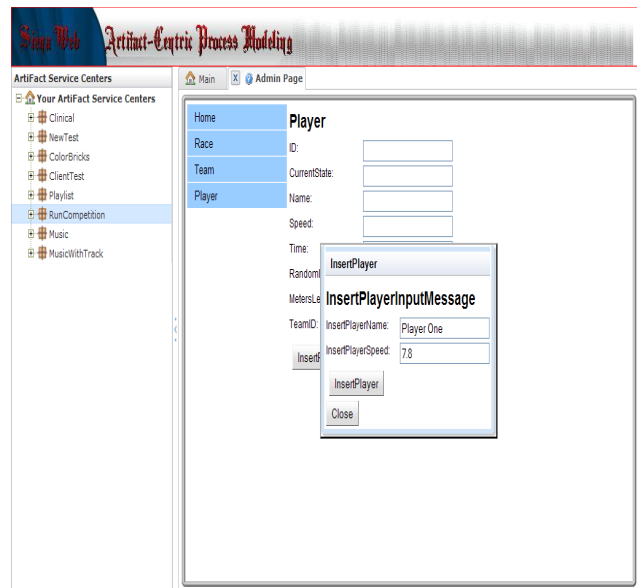 Siena Web Artifact-Centric Process Modeling
ArtiFact Service Centers
Main
X
Admin Page
Your ArtiFact Service Centers
Clinical
NewTest
ColorBricks
ClientTest
Playlist
RunCompetition
Music
MusicWithTrack
Home
Race
Team
Player
Player
ID:
CurrentState:
Name:
Speed:
Time:
TeamID:
InsertPlayer
InsertPlayerInputMessage
InsertPlayerName:
Player One
InsertPlayerSpeed:
7.8
InsertPlayer
Close